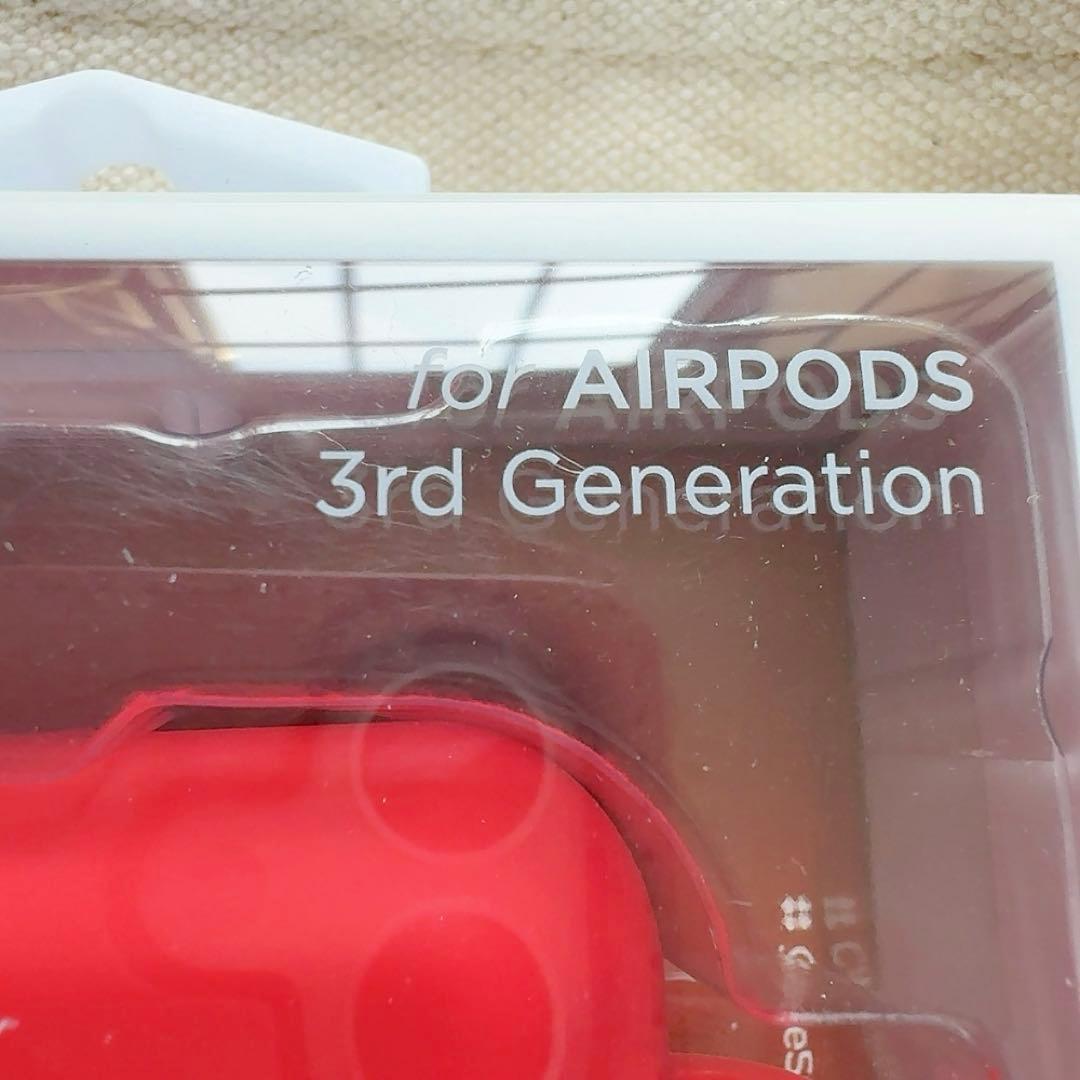 for AIRPODS
3rd Generation